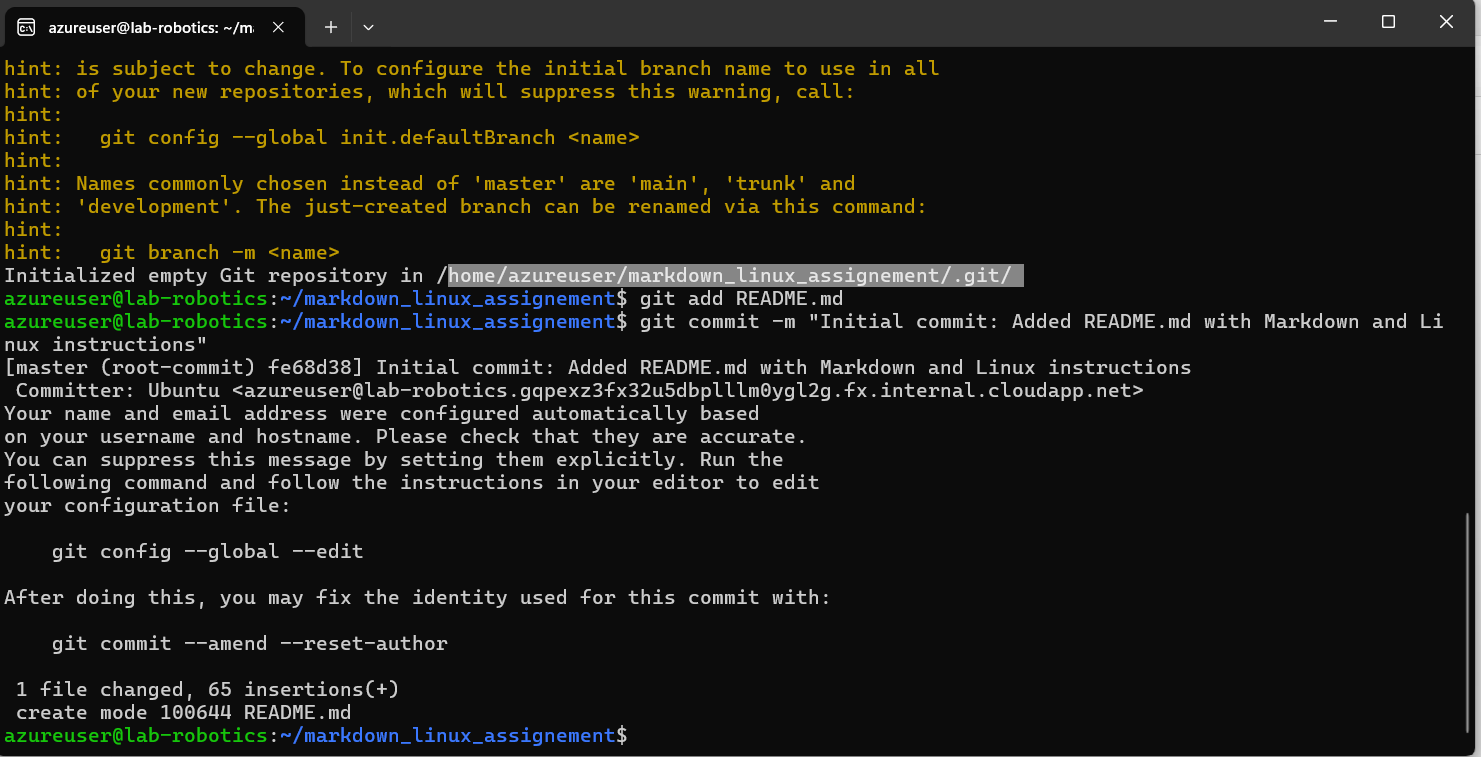 azureuser@lab-robotics: ~/ma
hint: is subject to change. To configure the initial branch name to use in all
hint: of your new repositories, which will suppress this warning, call:
hint:
hint:   git config --global init.defaultBranch <name>
hint:
hint: Names commonly chosen instead of 'master' are 'main', 'trunk' and
hint: 'development'. The just-created branch can be renamed via this command:
hint:
hint:   git branch -m <name>
Initialized empty Git repository in /home/azureuser/markdown_linux_assignement/.git/
azureuser@lab-robotics:~/markdown_linux_assignement$ git add README.md
azureuser@lab-robotics:~/markdown_linux_assignement$ git commit -m "Initial commit: Added README.md with Markdown and Li
nux instructions"
[master (root-commit) fe68d38] Initial commit: Added README.md with Markdown and Linux instructions
 Committer: Ubuntu <azureuser@lab-robotics.gqpexz3fx32u5dbplllm0ygl2g.fx.internal.cloudapp.net>
Your name and email address were configured automatically based
on your username and hostname. Please check that they are accurate.
You can suppress this message by setting them explicitly. Run the
following command and follow the instructions in your editor to edit
your configuration file:
    git config --global --edit
After doing this, you may fix the identity used for this commit with:
    git commit --amend --reset-author
 1 file changed, 65 insertions(+)
 create mode 100644 README.md
azureuser@lab-robotics:~/markdown_linux_assignement$